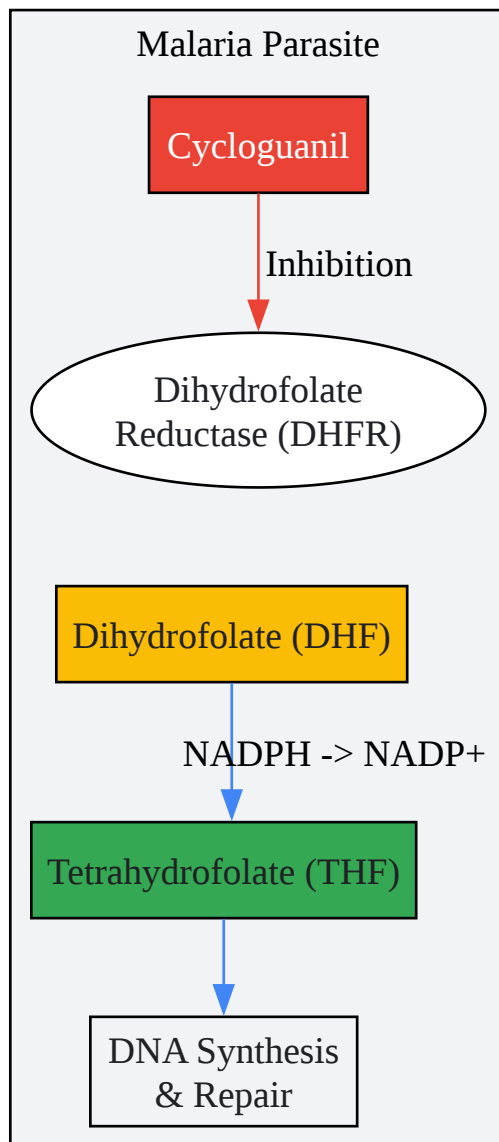 Malaria Parasite
Cycloguanil
Inhibition
Dihydrofolate
Reductase (DHFR)
Dihydrofolate (DHF)
NADPH -> NADP+
Tetrahydrofolate (THF)
DNA Synthesis
& Repair